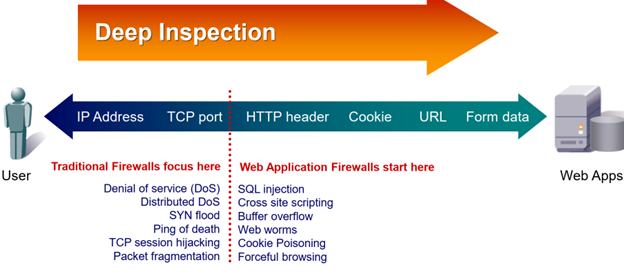 Deep Inspection
IP Address TCP port HTTP header Cookie URL Form data
User
Web Apps
Traditional Firewalls focus here
Denial of service (DoS)
Distributed DoS
SYN flood
Ping of death
TCP session hijacking
Packet fragmentation
Web Application Firewalls start here
SQL injection
Cross site scripting
Buffer overflow
Web worms
Cookie Poisoning
Forceful browsing